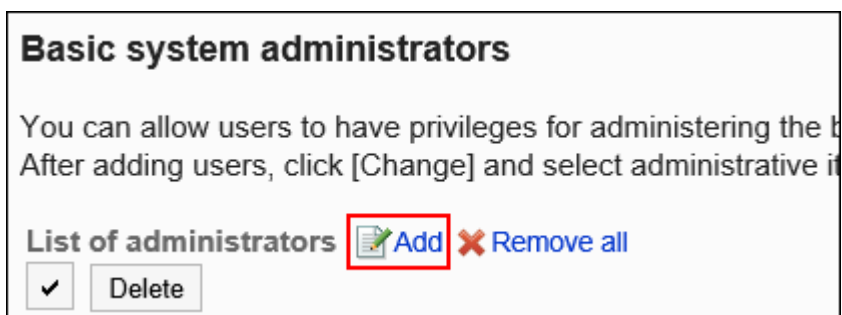 Basic system administrators
You can allow users to have privileges for administering the
After adding users, click [Change] and select administrative
List of administrators Add Remove all
Delete